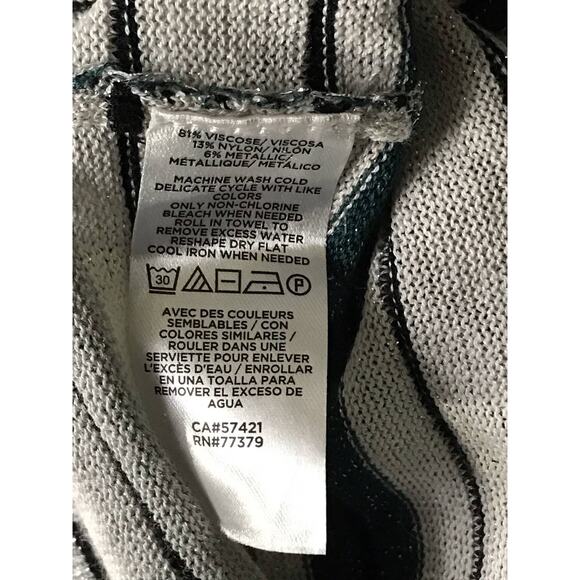 81% VISCOSE/ VISCOSA
13% NYLON/ NILÓN
6% METALLIC/
MÉTALLIQUE/ METÁLICO
MACHINE WASH COLD
DELICATE CYCLE WITH LIKE
COLORS
ONLY NON-CHLORINE
BLEACH WHEN NEEDED
ROLL IN TOWEL TO
REMOVE EXCESS WATER
RESHAPE DRY FLAT
COOL IRON WHEN NEEDED
30 P
AVEC DES COULEURS
SEMBLABLES / CON
COLORES SIMILARES /
ROULER DANS UNE
SERVIETTE POUR ENLEVER
L'EXCÈS D'EAU / ENROLLAR
EN UNA TOALLA PARA
REMOVER EL EXCESO DE
AGUA
CA#57421
RN#77379